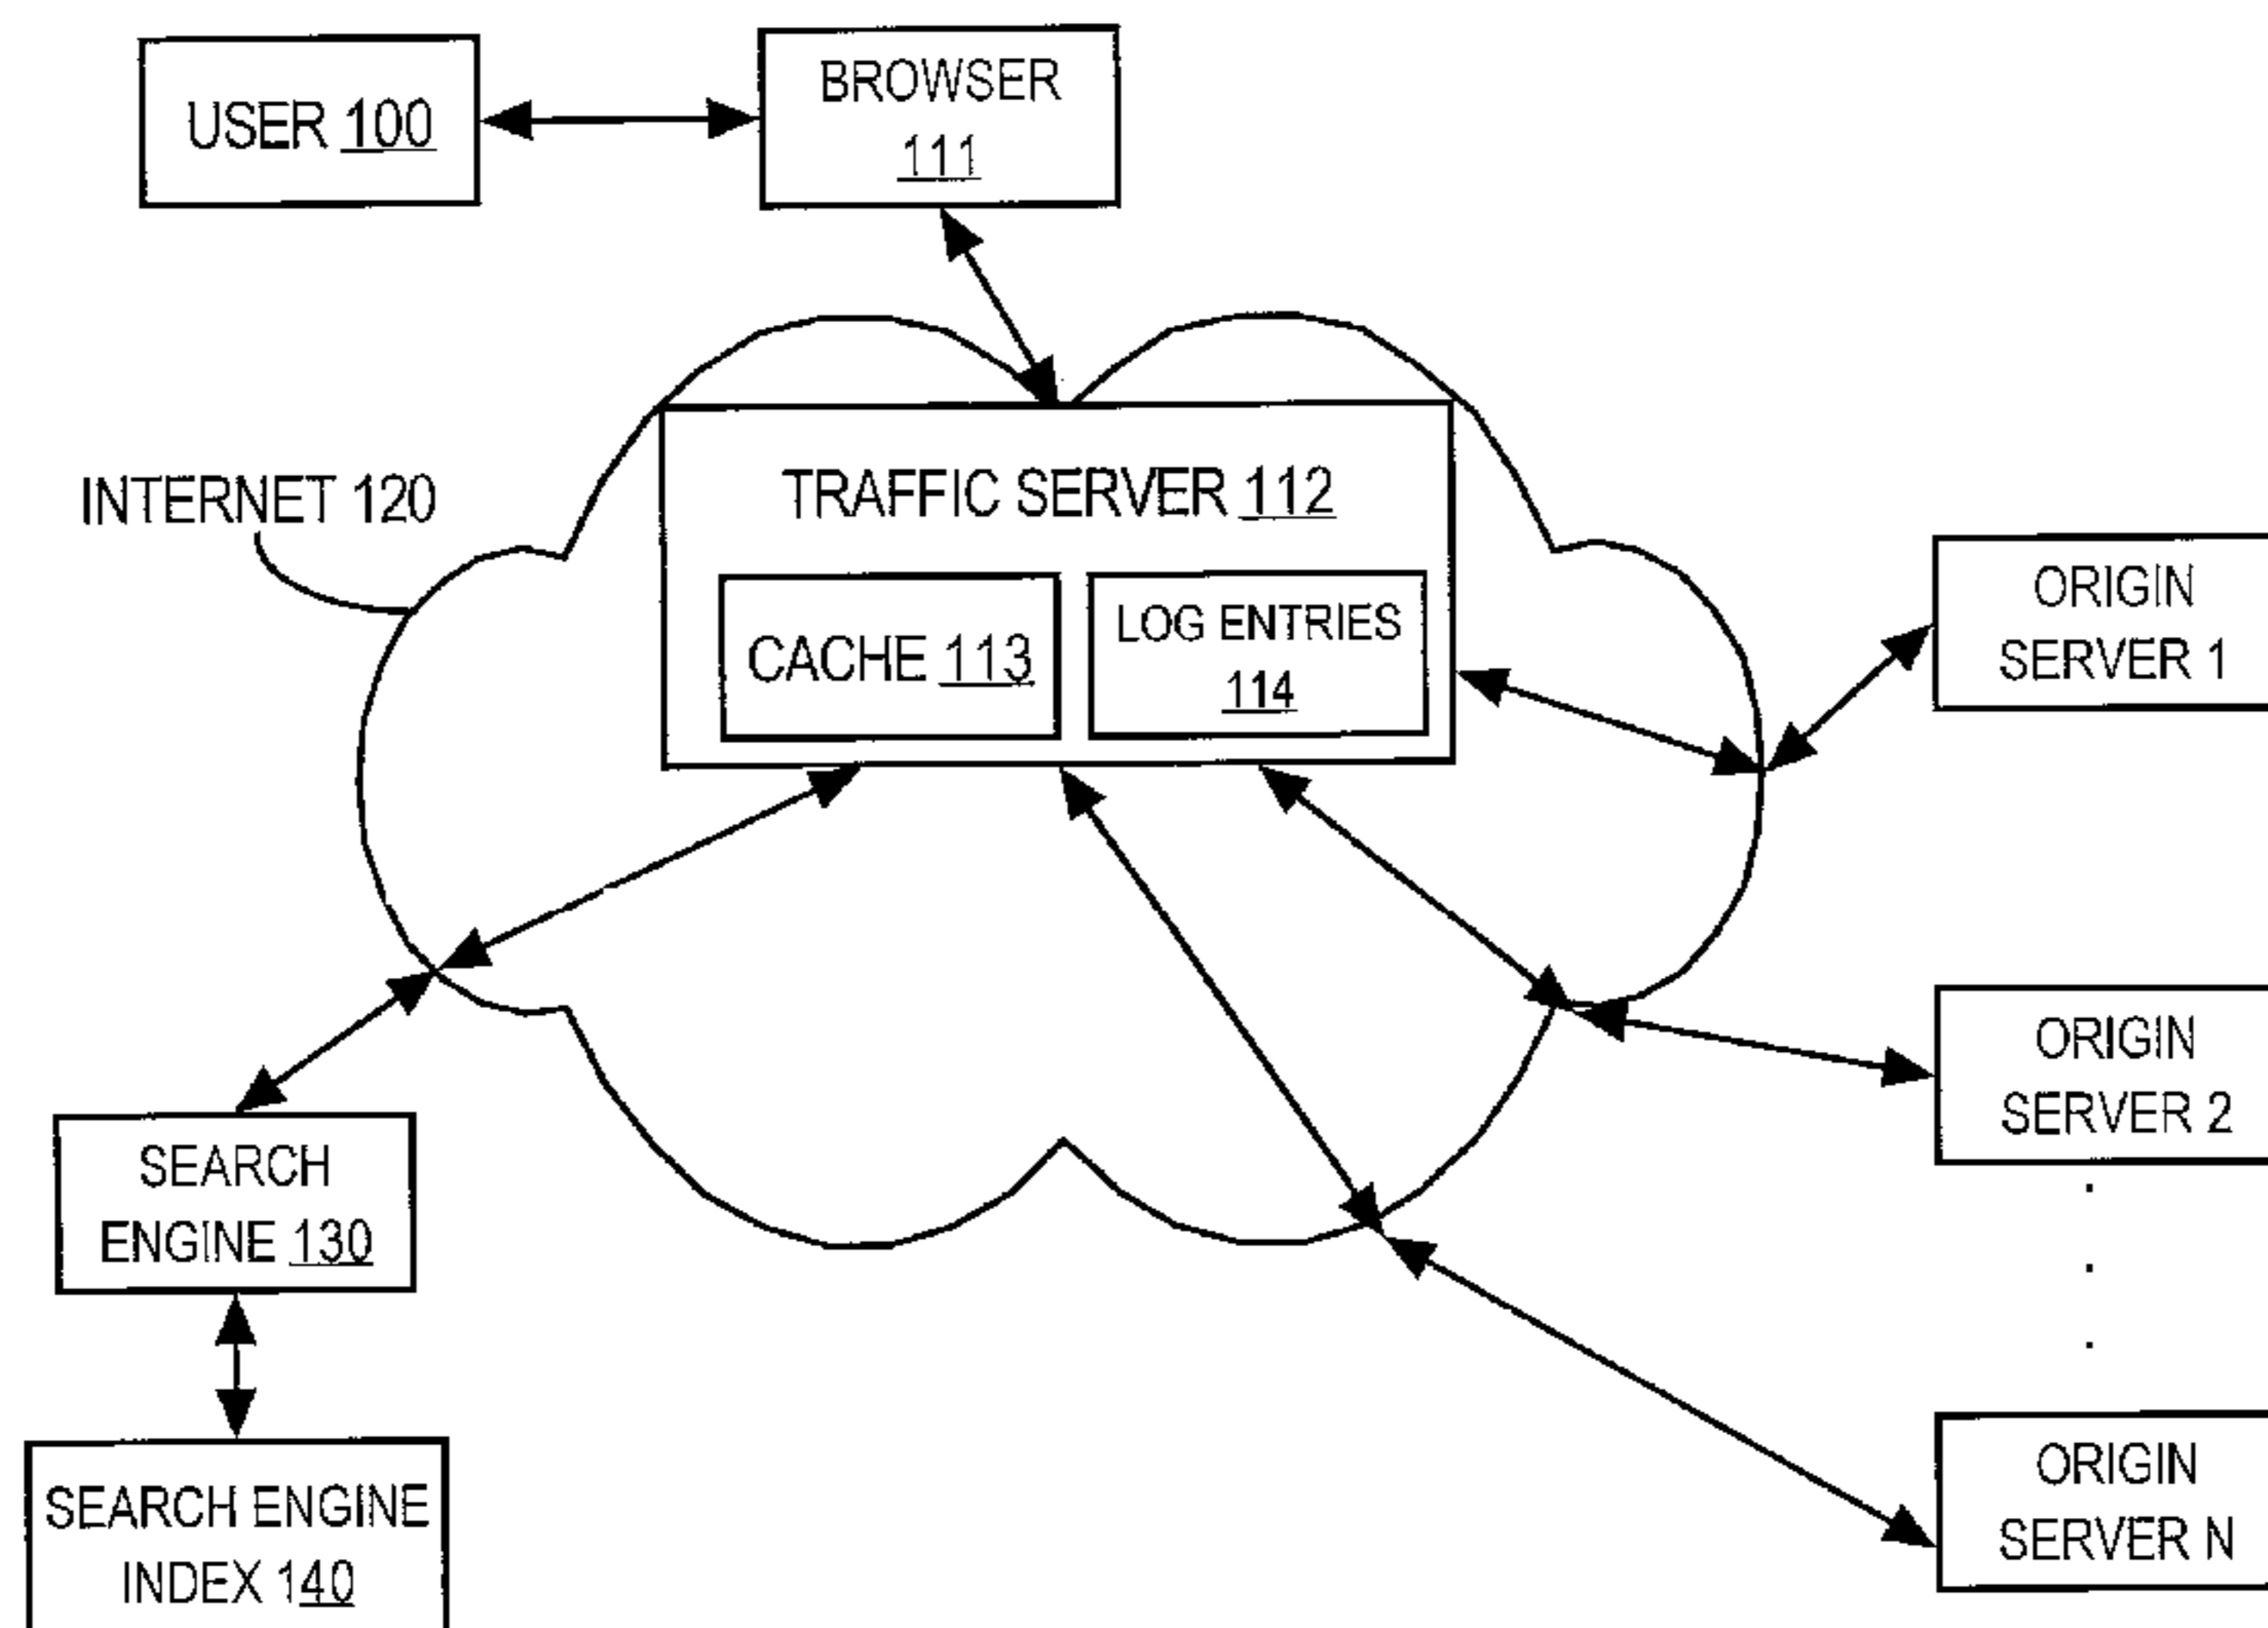 USER 100
BROWSER
111
INTERNET 120
TRAFFIC SERVER 112
CACHE 113
LOG ENTRIES
114
ORIGIN
SERVER 1
ORIGIN
SERVER 2
.
.
.
ORIGIN
SERVER N
SEARCH
ENGINE 130
SEARCH ENGINE
INDEX 140